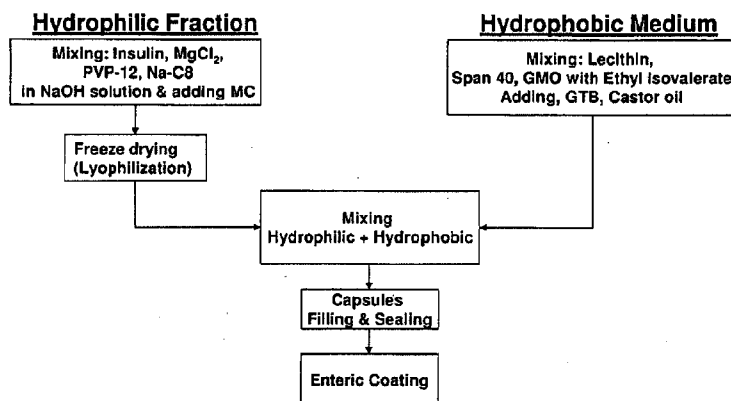 Hydrophilic Fraction
Mixing: Insulin, MgCl₂,
PVP-12, Na-C8
in NaOH solution & adding MC
Freeze drying
(Lyophilization)
Hydrophobic Medium
Mixing: Lecithin,
Span 40, GMO with Ethyl isovalerate
Adding, GTB, Castor oil
Mixing
Hydrophilic + Hydrophobic
Capsules
Filling & Sealing
Enteric Coating